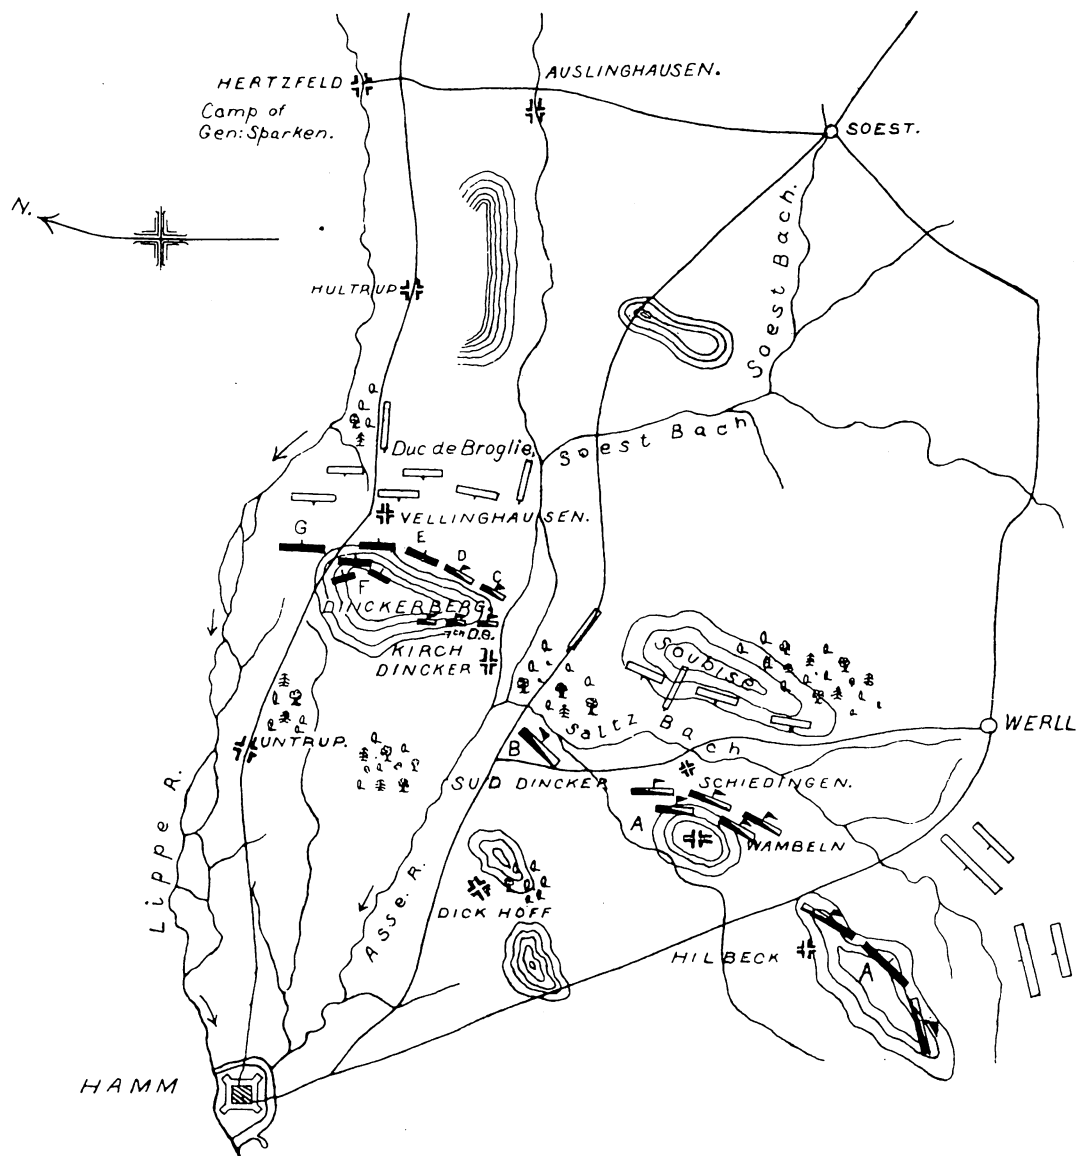 HERTZFELD
Camp of
Gen: Sparken.
AUSLINGHAUSEN.
SOEST.
N.
Soest Bach.
HULTRUP
Duc de Broglie.
Soest Bach
VELLINGHAUSEN.
G
E
D
C
F
DINCKERBERG.
7TH D.G.
KIRCH
DINCKER
Soubise
UNTRUP.
Saltz Bach
WERLL
B
SUD DINCKER
SCHIEDINGEN.
A
WAMBELN
Lippe R.
Asse. R.
DICK HOFF
HILBECK
A
HAMM